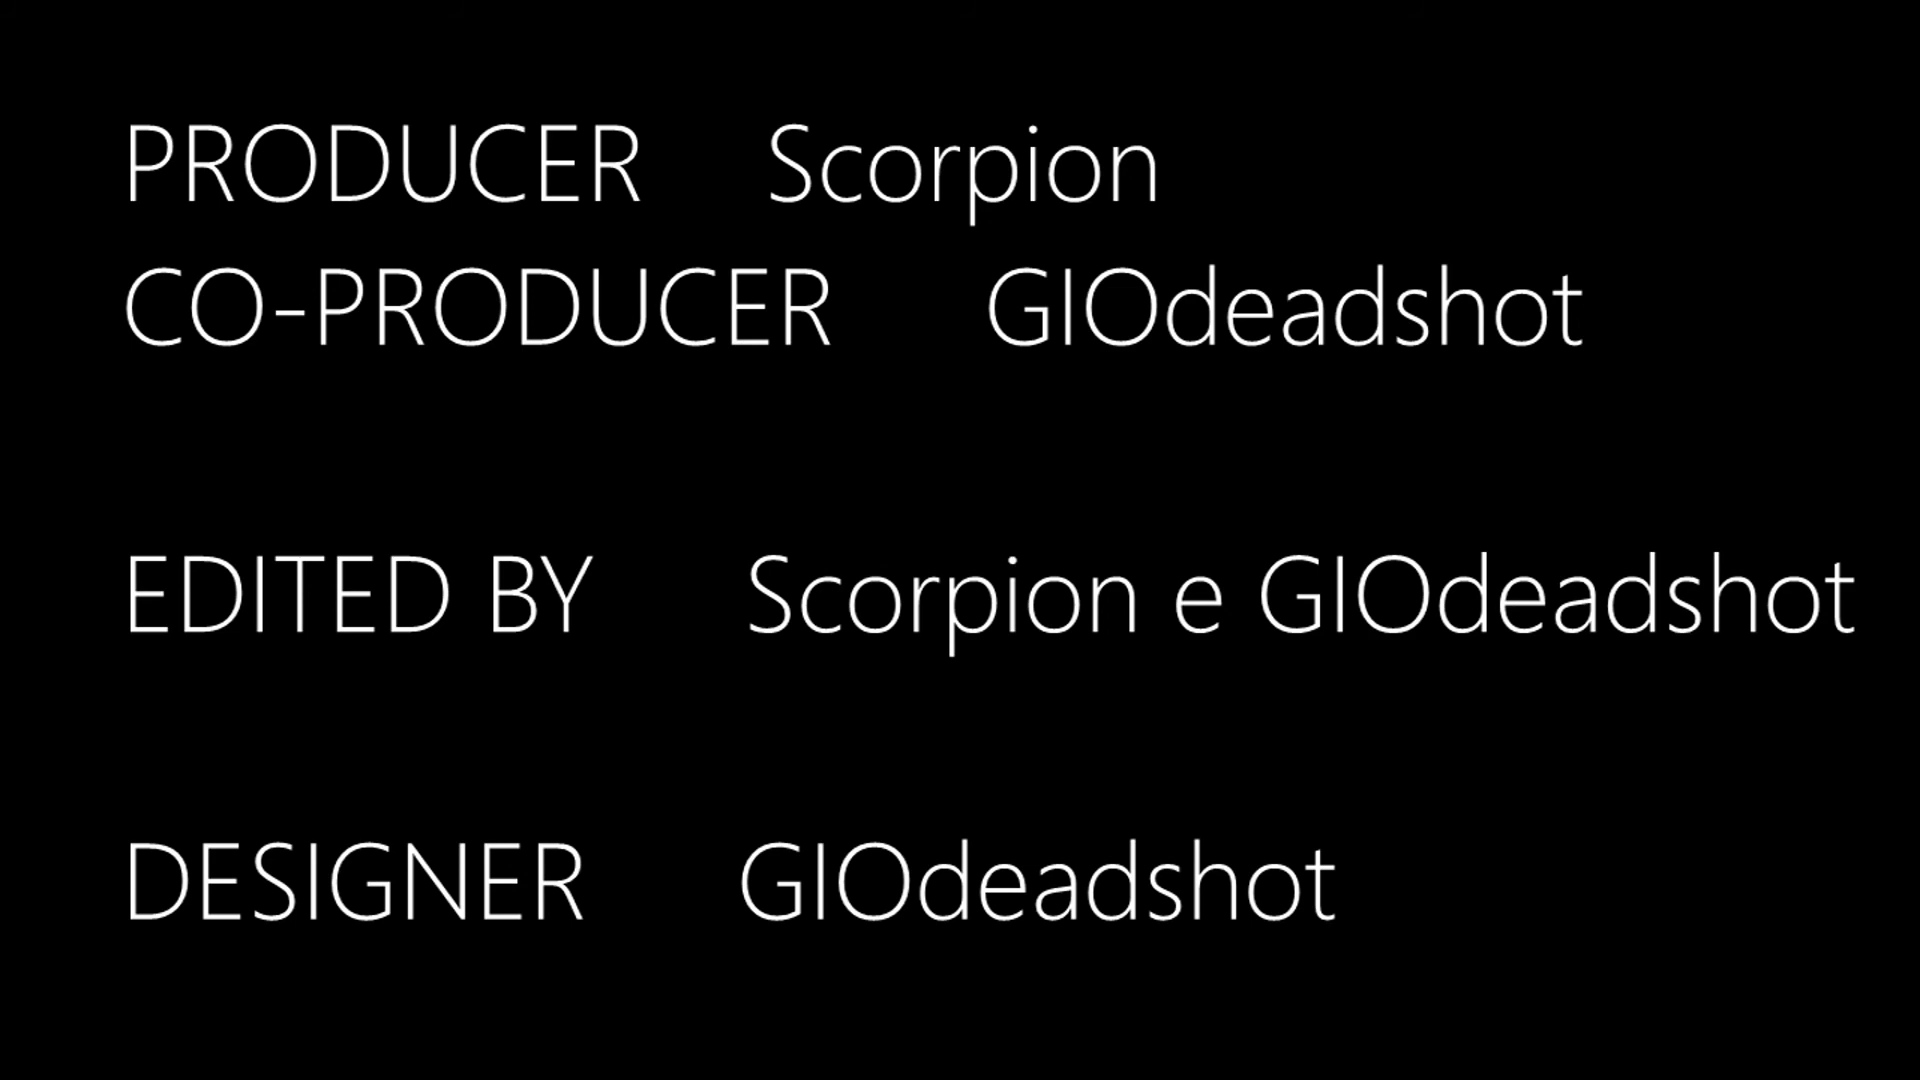 PRODUCER Scorpion
CO-PRODUCER GIOdeadshot
EDITED BY Scorpion e GIOdeadshot
DESIGNER GIOdeadshot